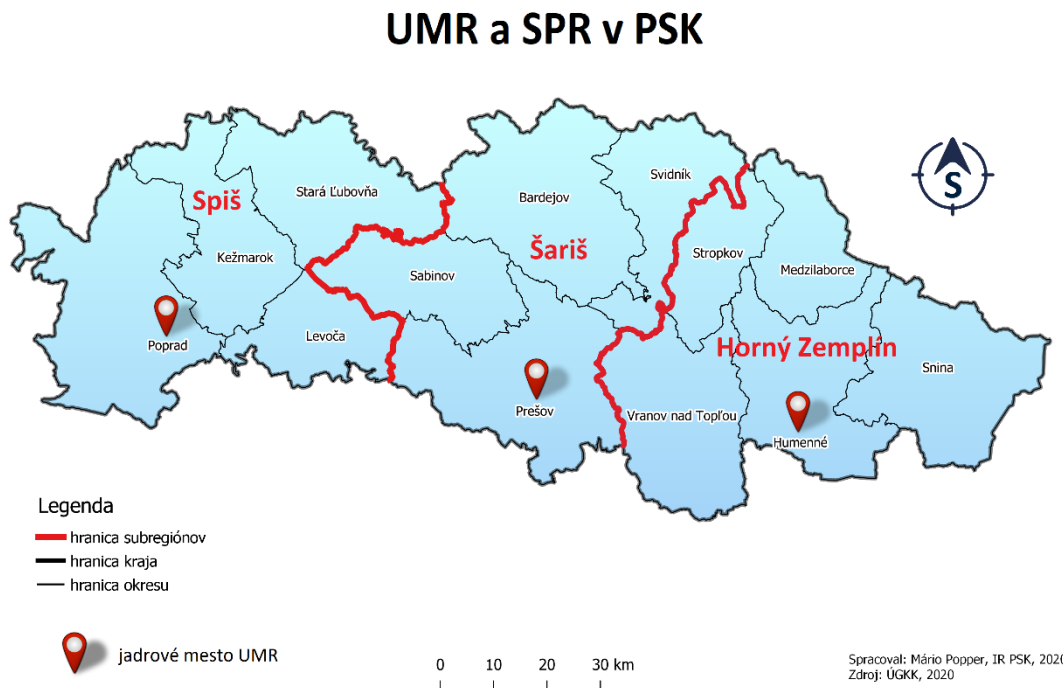 UMR a SPR v PSK
S
Svidník
Stará Ľubovňa
Bardejov
Spiš
Šariš
Stropkov
Kežmarok
Sabinov
Medzilaborce
Levoča
Poprad
Horný Zemplín
Snina
Prešov
Vranov nad Topľou
Humenné
Legenda
hranica subregiónov
hranica kraja
hranica okresu
jadrové mesto UMR
0 10 20 30 km
Spracoval: Mário Popper, IR PSK, 2020
Zdroj: ÚGKK, 2020